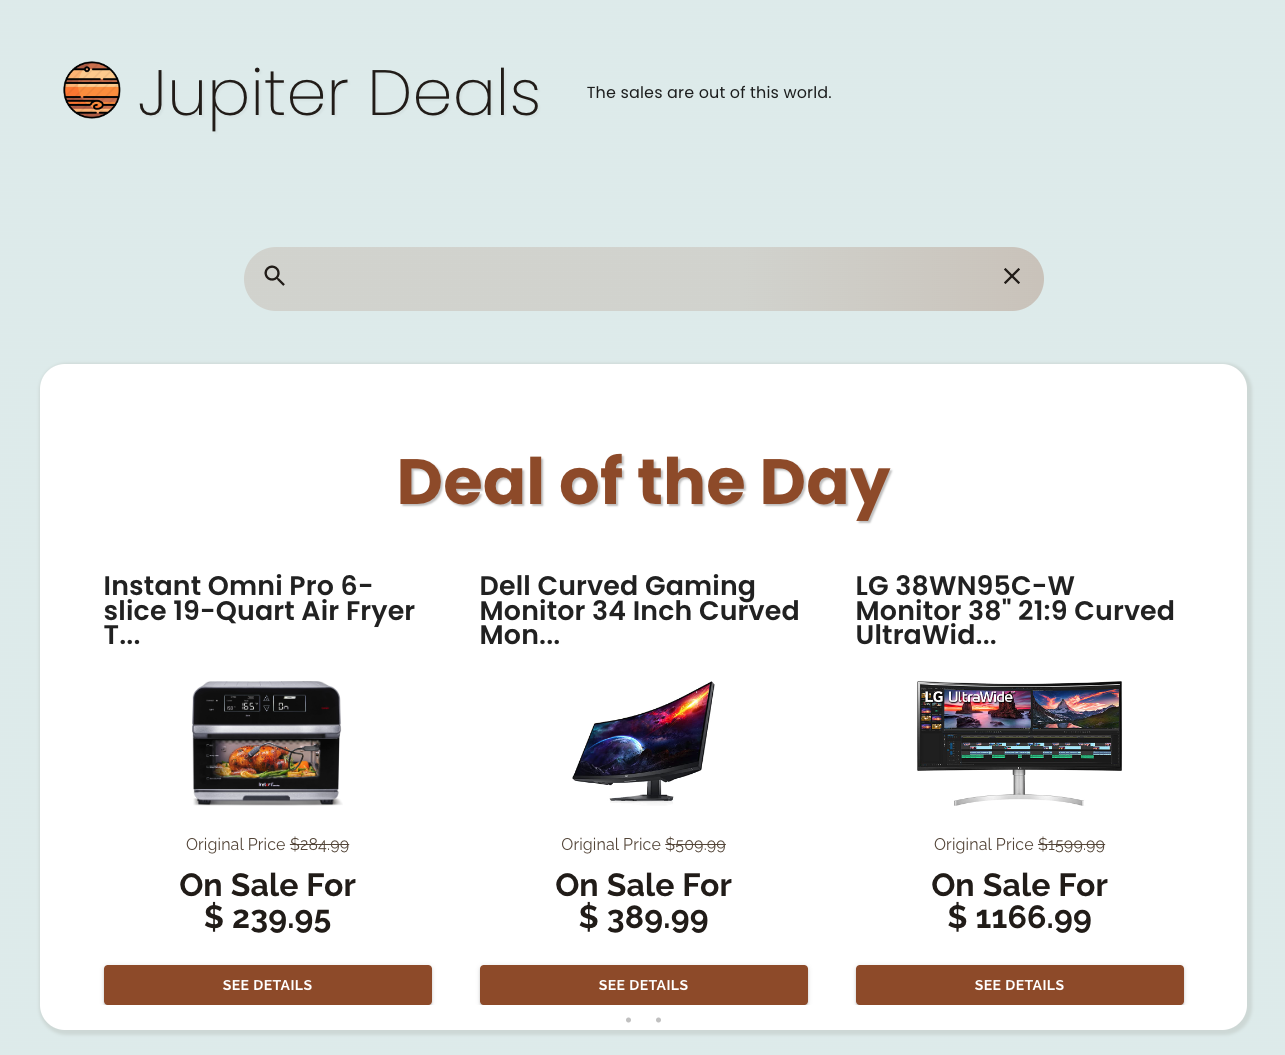 Jupiter Deals
The sales are out of this world.
Deal of the Day
Instant Omni Pro 6-
slice 19-Quart Air Fryer
T...
Dell Curved Gaming
Monitor 34 Inch Curved
Mon...
LG 38WN95C-W
Monitor 38" 21:9 Curved
UltraWid...
165
On
LG UltraWide
Original Price $284.99
On Sale For
$ 239.95
Original Price $509.99
On Sale For
$ 389.99
Original Price $1599.99
On Sale For
$ 1166.99
SEE DETAILS
SEE DETAILS
SEE DETAILS